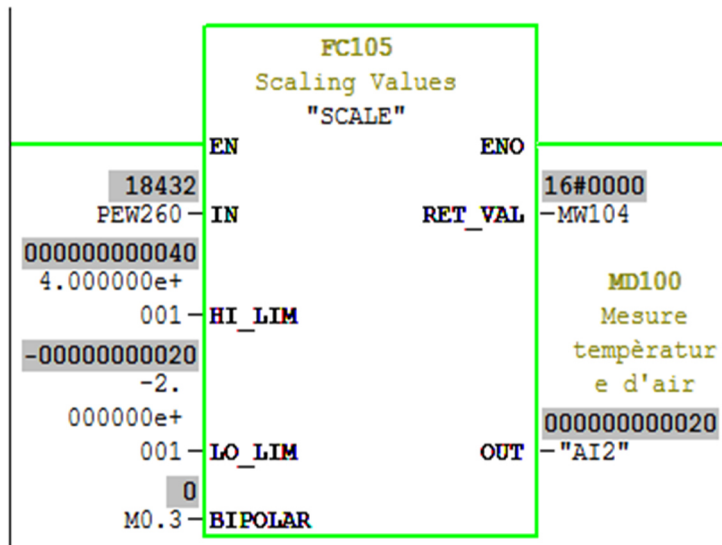 FC105
Scaling Values
"SCALE"
EN ENO
18432 16#0000
PEW260 IN RET_VAL MW104
000000000040
4.000000e+ MD100
001 HI_LIM Mesure
-00000000020 tempèratur
-2. e d'air
000000e+ 000000000020
001 LO_LIM OUT "AI2"
0
M0.3 BIPOLAR